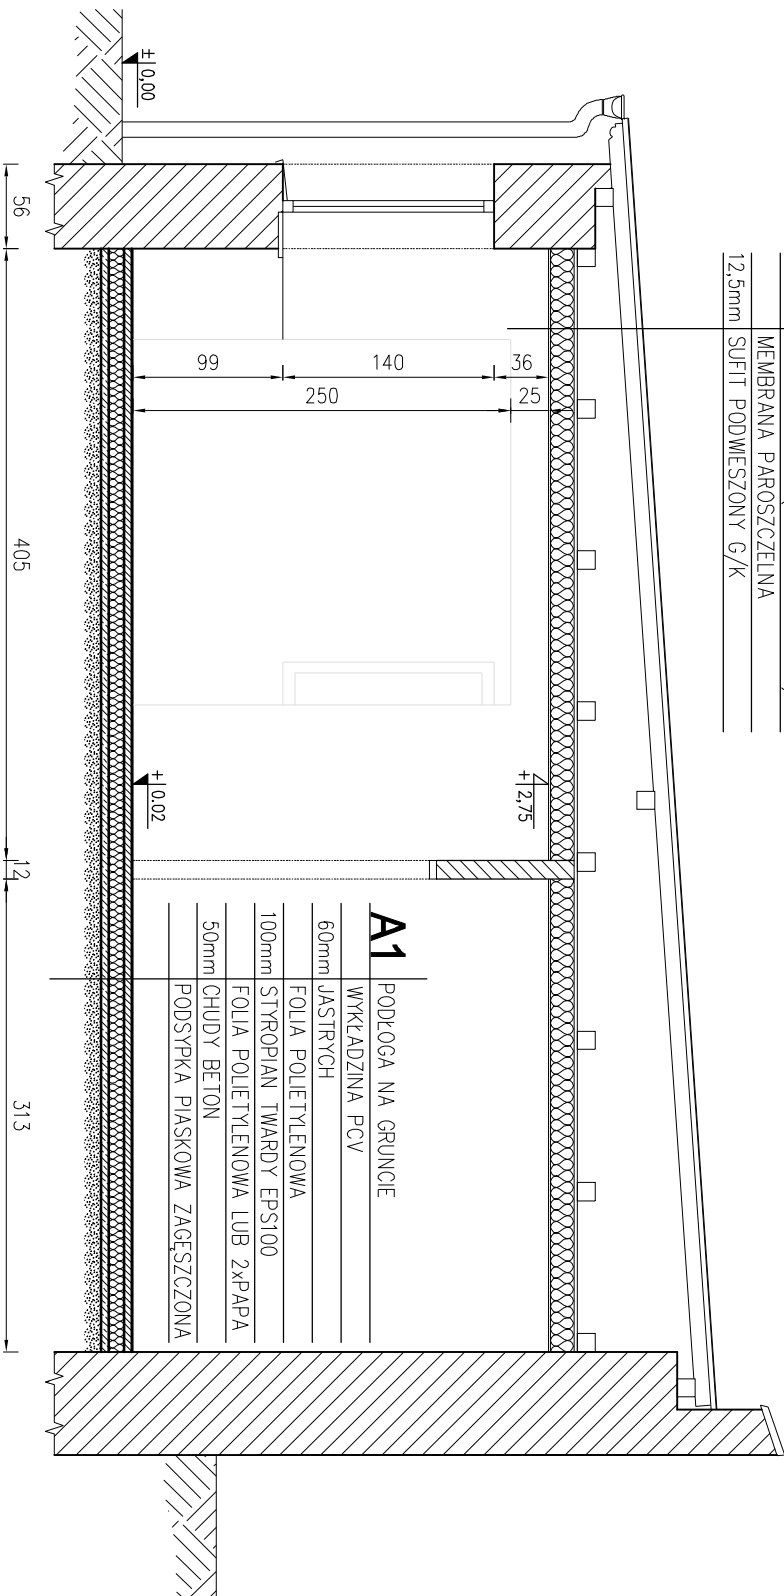 MEMBRANA PAROSZCZELNA
12,5mm SUFIT PODWIESZONY G/K
± 0,00
+ 2,75
+ 0.02
36
140
99
25
250
A1 PODŁOGA NA GRUNCIE
WYKŁADZINA PCV
60mm JASTRYCH
FOLIA POLIETYLENOWA
100mm STYROPIAN TWARDY EPS100
FOLIA POLIETYLENOWA LUB 2xPAPA
50mm CHUDY BETON
PODSYPKA PIASKOWA ZAGĘSZCZONA
56
405
12
313